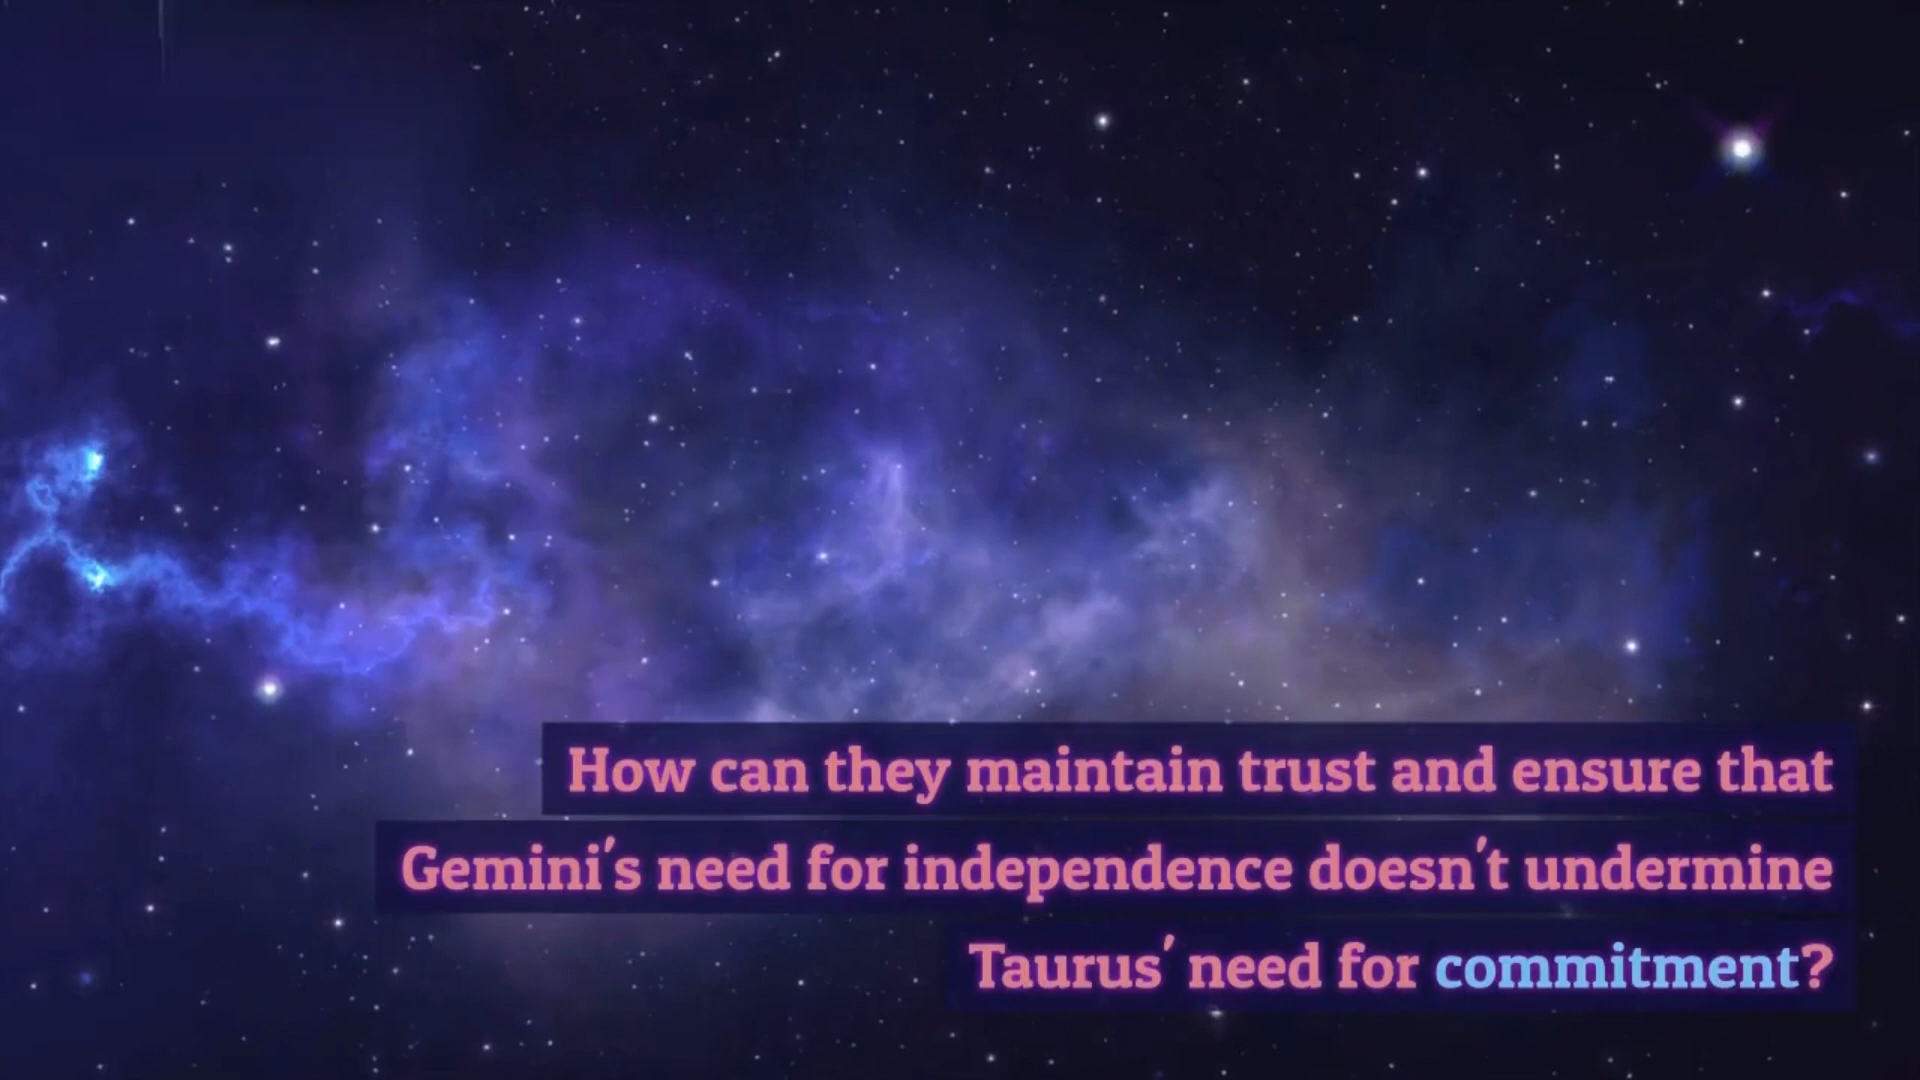 How can they maintain trust and ensure that
Gemini's need for independence doesn't undermine
Taurus' need for commitment?